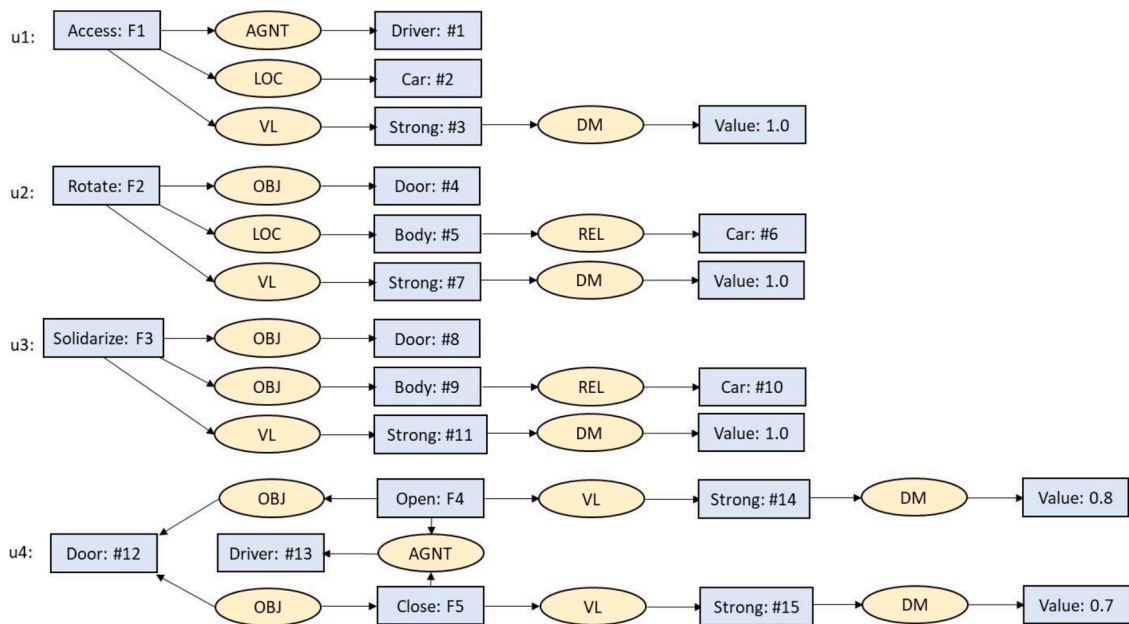 u1: Access: F1 AGNT Driver: #1
LOC Car: #2
VL Strong: #3 DM Value: 1.0
u2: Rotate: F2 OBJ Door: #4
LOC Body: #5 REL Car: #6
VL Strong: #7 DM Value: 1.0
u3: Solidarize: F3 OBJ Door: #8
OBJ Body: #9 REL Car: #10
VL Strong: #11 DM Value: 1.0
OBJ Open: F4 VL Strong: #14 DM Value: 0.8
u4: Door: #12 Driver: #13 AGNT
OBJ Close: F5 VL Strong: #15 DM Value: 0.7